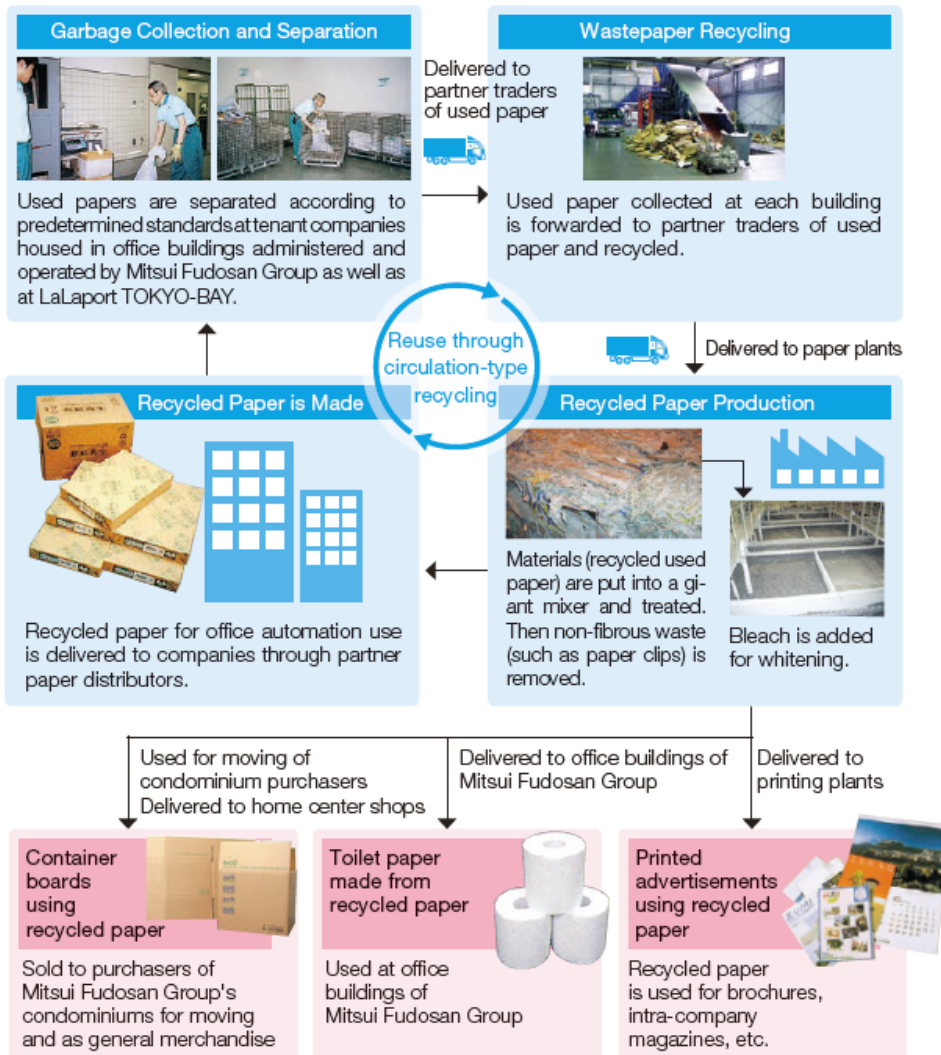 Garbage Collection and Separation
Used papers are separated according to
predetermined standards at tenant companies
housed in office buildings administered and
operated by Mitsui Fudosan Group as well as
at LaLaport TOKYO-BAY.
Delivered to
partner traders
of used paper
Wastepaper Recycling
Used paper collected at each building
is forwarded to partner traders of used
paper and recycled.
Reuse through
circulation-type
recycling
Delivered to paper plants
Recycled Paper is Made
Recycled paper for office automation use
is delivered to companies through partner
paper distributors.
Recycled Paper Production
Materials (recycled used
paper) are put into a gi-
ant mixer and treated.
Then non-fibrous waste
(such as paper clips) is
removed.
Bleach is added
for whitening.
Used for moving of
condominium purchasers
Delivered to home center shops
Delivered to office buildings of
Mitsui Fudosan Group
Delivered to
printing plants
Container
boards using
recycled paper
Sold to purchasers of
Mitsui Fudosan Group's
condominiums for moving
and as general merchandise
Toilet paper
made from
recycled paper
Used at office
buildings of
Mitsui Fudosan Group
Printed
advertisements
using recycled
paper
Recycled paper
is used for brochures,
intra-company
magazines, etc.